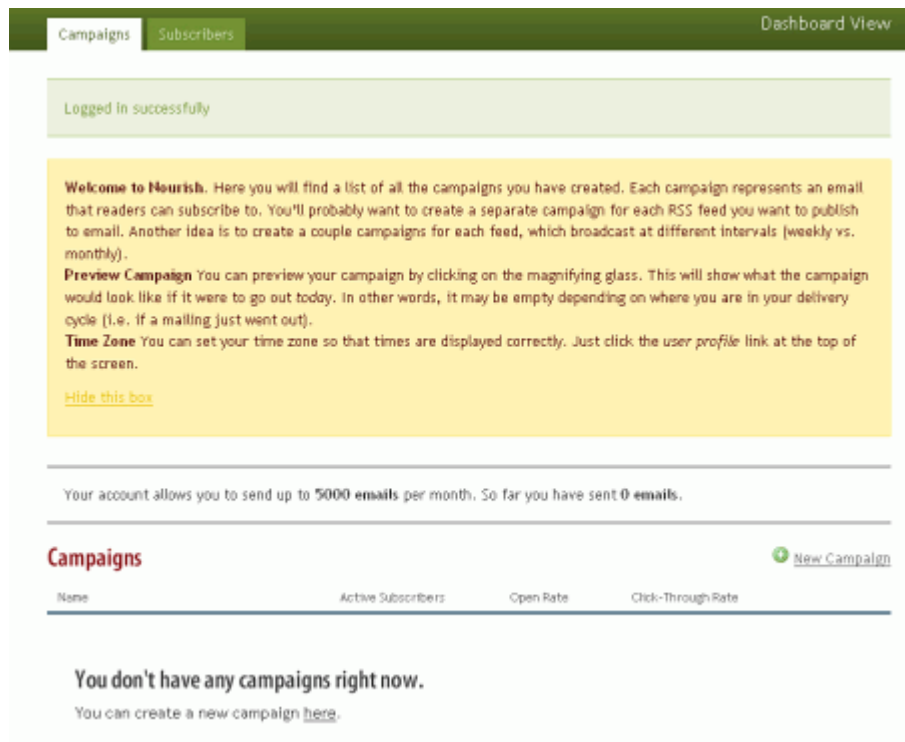 Campaigns Subscribers Dashboard View
Logged in successfully
Welcome to Nourish. Here you will find a list of all the campaigns you have created. Each campaign represents an email
that readers can subscribe to. You'll probably want to create a separate campaign for each RSS feed you want to publish
to email. Another idea is to create a couple campaigns for each feed, which broadcast at different intervals (weekly vs.
monthly).
Preview Campaign You can preview your campaign by clicking on the magnifying glass. This will show what the campaign
would look like if it were to go out today. In other words, it may be empty depending on where you are in your delivery
cycle (i.e. if a mailing just went out).
Time Zone You can set your time zone so that times are displayed correctly. Just click the user profile link at the top of
the screen.
Hide this box
Your account allows you to send up to 5000 emails per month. So far you have sent 0 emails.
Campaigns New Campaign
Name Active Subscribers Open Rate Click-Through Rate
You don't have any campaigns right now.
You can create a new campaign here.